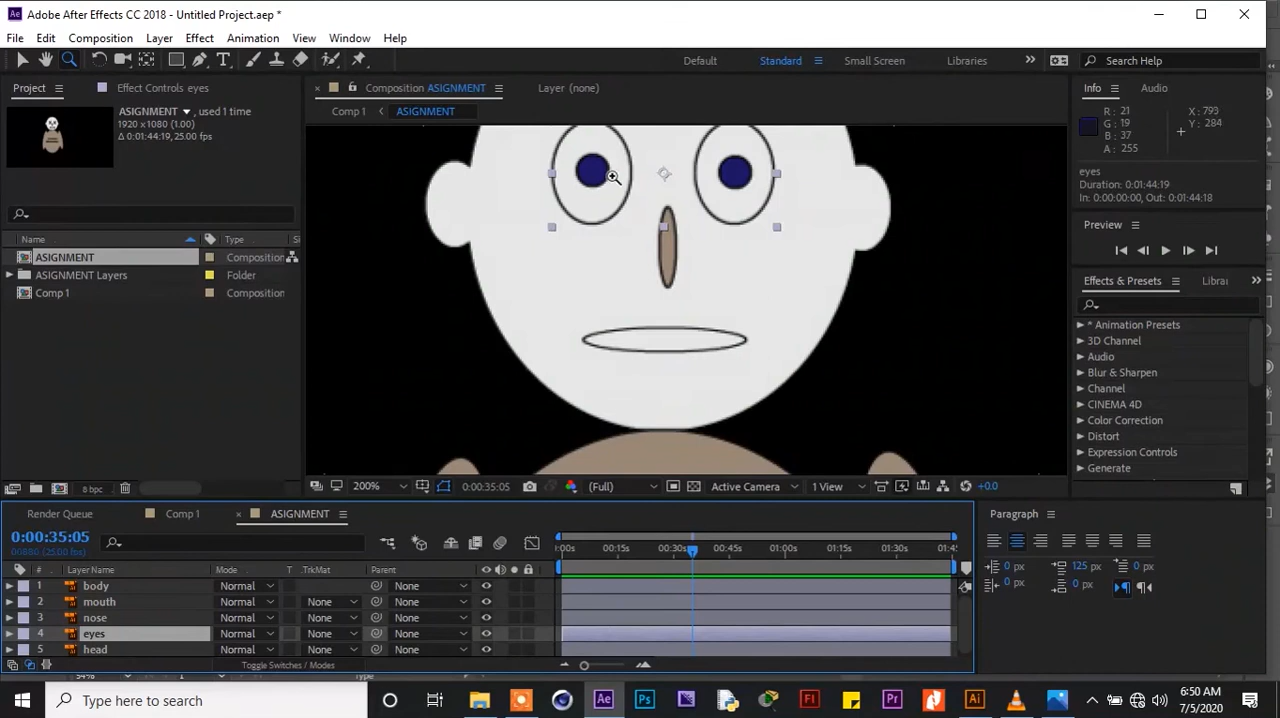 Adobe After Effects CC 2018 - Untitled Project.aep *
File Edit Composition Layer Effect Animation View Window Help
Default Standard Small Screen Libraries Search Help
Project Effect Controls eyes
Composition ASIGNMENT Layer (none)
Info Audio
ASIGNMENT , used 1 time
1920 x 1080 (1.00)
Δ 0:01:44:19, 25.00 fps
Comp 1 ASIGNMENT
R : 21
G : 19
B : 37
A : 255
X : 793
Y : 284
eyes
Duration: 0:01:44:19
In: 0:00:00:00, Out: 0:01:44:18
Preview
Name Type Si
ASIGNMENT Composition
ASIGNMENT Layers Folder
Comp 1 Composition
Effects & Presets Librai
* Animation Presets
3D Channel
Audio
Blur & Sharpen
Channel
CINEMA 4D
Color Correction
Distort
Expression Controls
Generate
8 bpc
200% 0:00:35:05 (Full) Active Camera 1 View +0.0
Render Queue Comp 1 ASIGNMENT
Paragraph
0:00:35:05
00880 (25.00 fps)
:00s 00:15s 00:30s 00:45s 01:00s 01:15s 01:30s 01:45
# Layer Name Mode T TrkMat Parent
1 body Normal None
2 mouth Normal None None
3 nose Normal None None
4 eyes Normal None None
5 head Normal None None
0 px 125 px 0 px
0 px 0 px
Toggle Switches / Modes
Type here to search
6:50 AM
7/5/2020